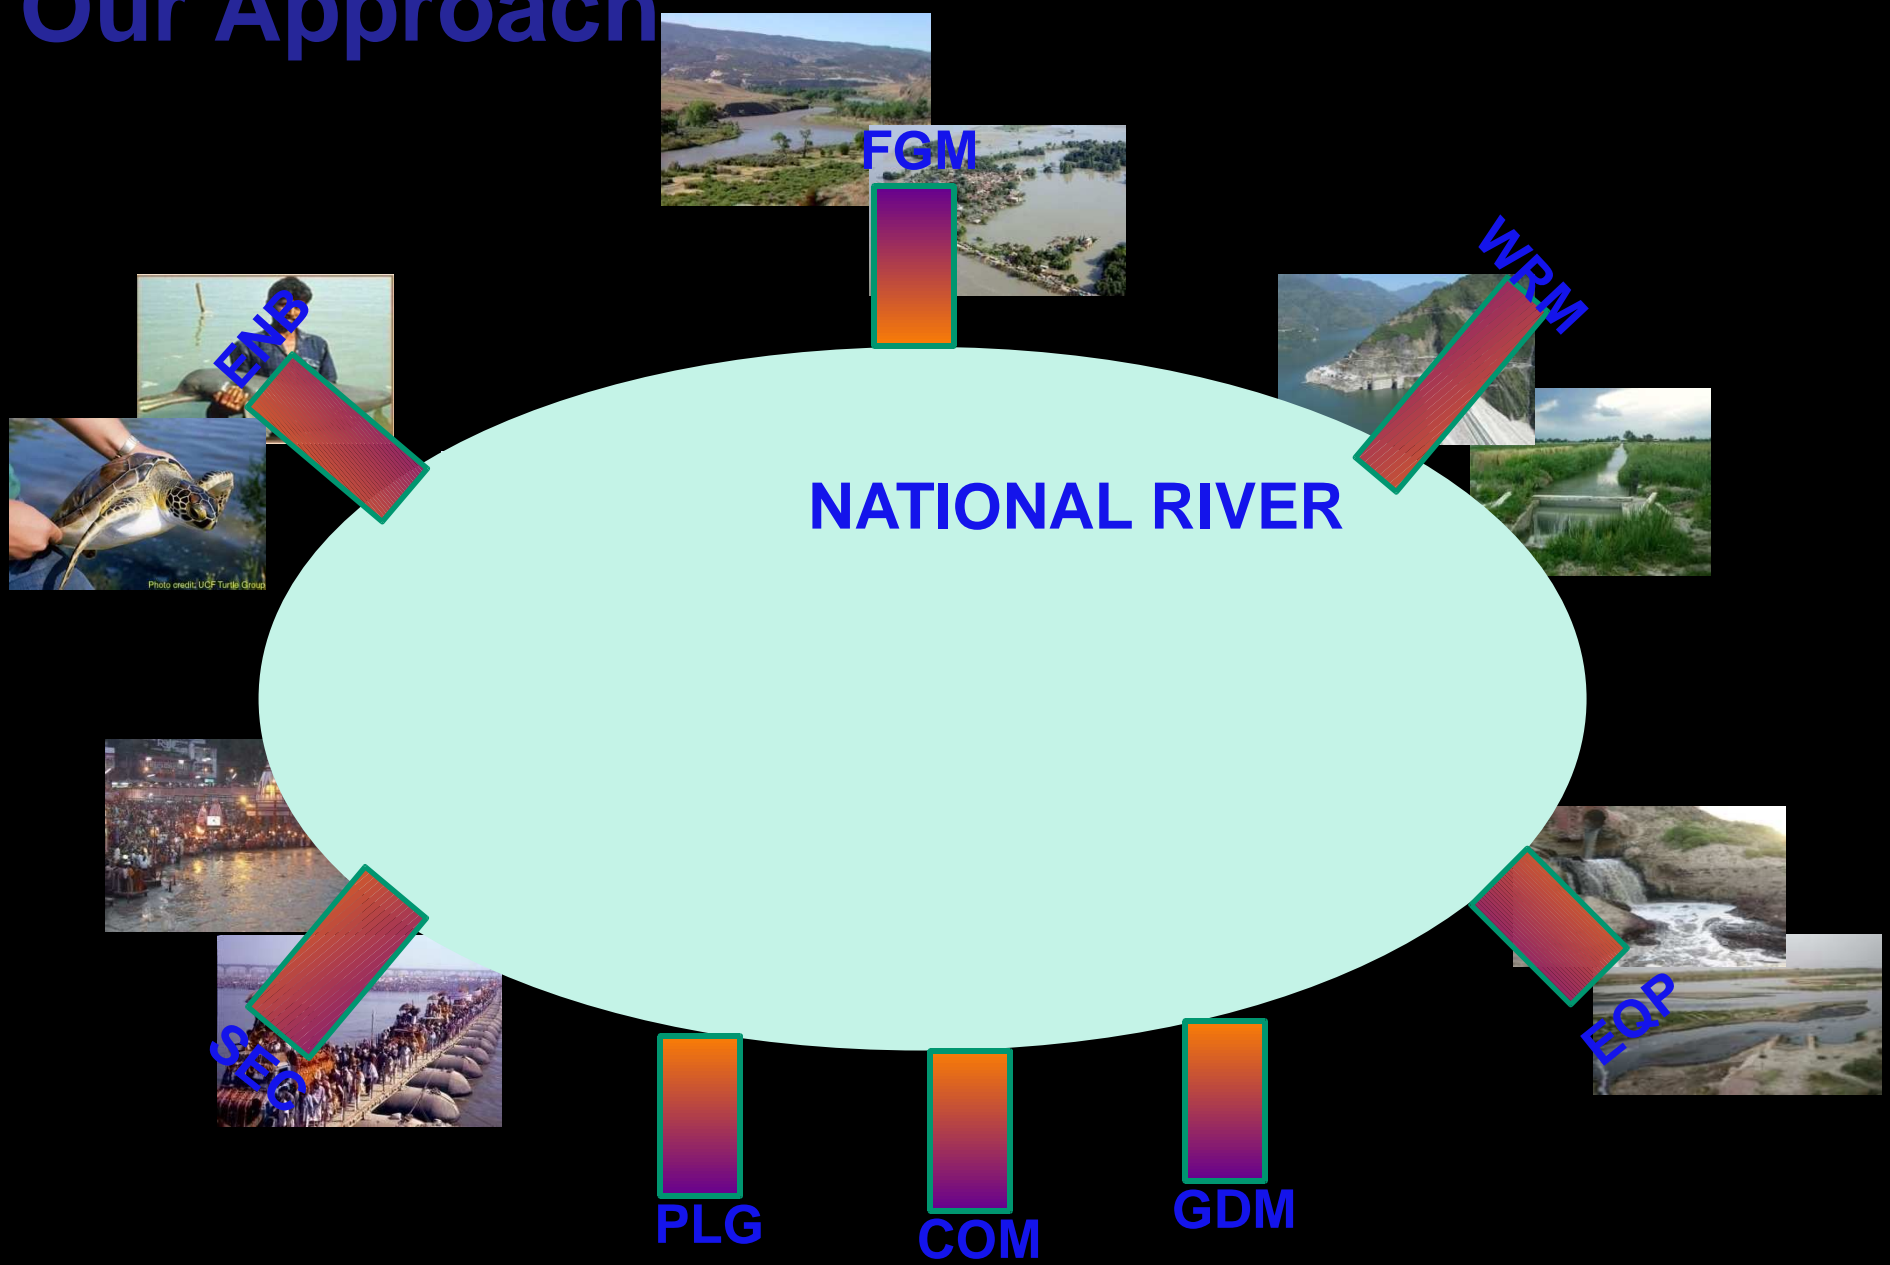 Our Approach
FGM
WRM
ENB
NATIONAL RIVER
Photo credit: UCF Turtle Group
SEC
EQP
PLG
COM
GDM